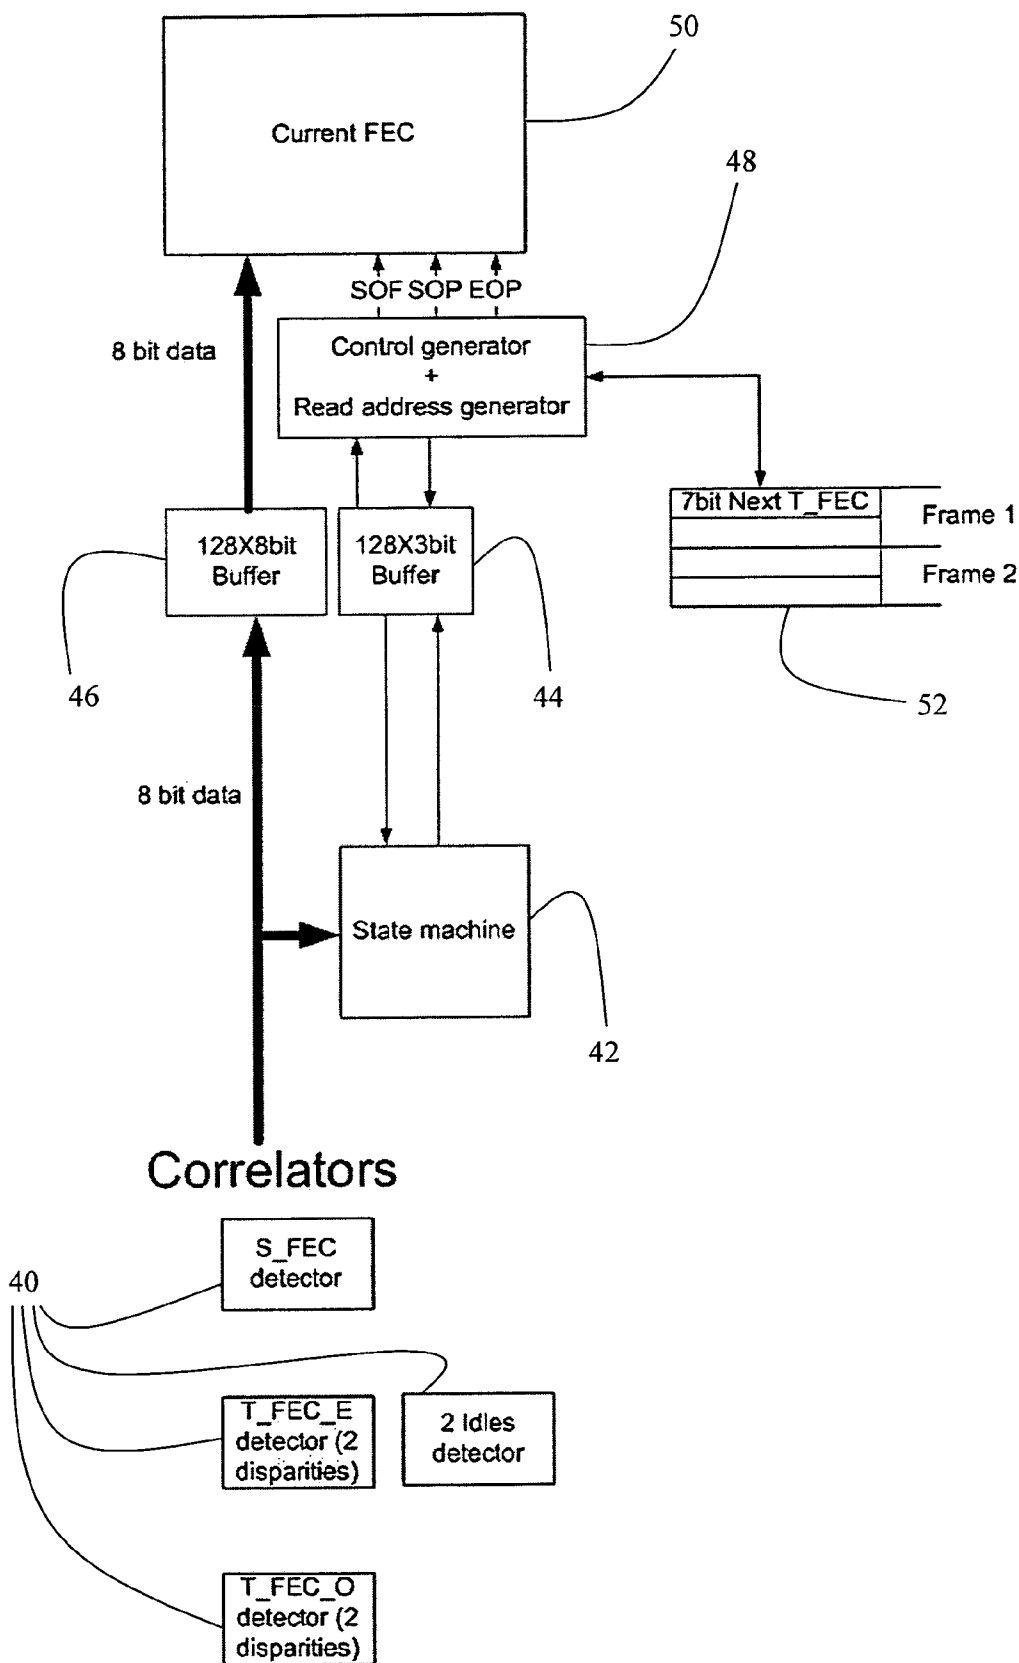 50
Current FEC
48
SOF SOP EOP
8 bit data
Control generator
+
Read address generator
7bit Next T_FEC
Frame 1
Frame 2
128X8bit
Buffer
128X3bit
Buffer
46
44
52
8 bit data
State machine
42
Correlators
S_FEC
detector
40
T_FEC_E
detector (2
disparities)
2 Idles
detector
T_FEC_O
detector (2
disparities)